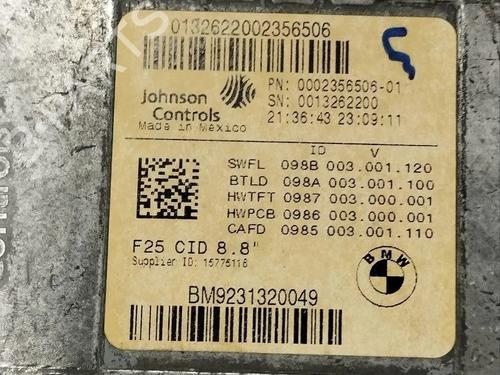 0132622002356506
Johnson
Controls
Made in Mexico
PN: 0002356506-01
SN: 0013262200
21:36:43 23:09:11
ID V
SWFL 098B 003.001.120
BTLD 098A 003.001.100
HWTFT 0987 003.000.001
HWPCB 0986 003.000.001
CAFD 0985 003.001.110
F25 CID 8.8"
Supplier ID: 15775118
BMW
BM9231320049